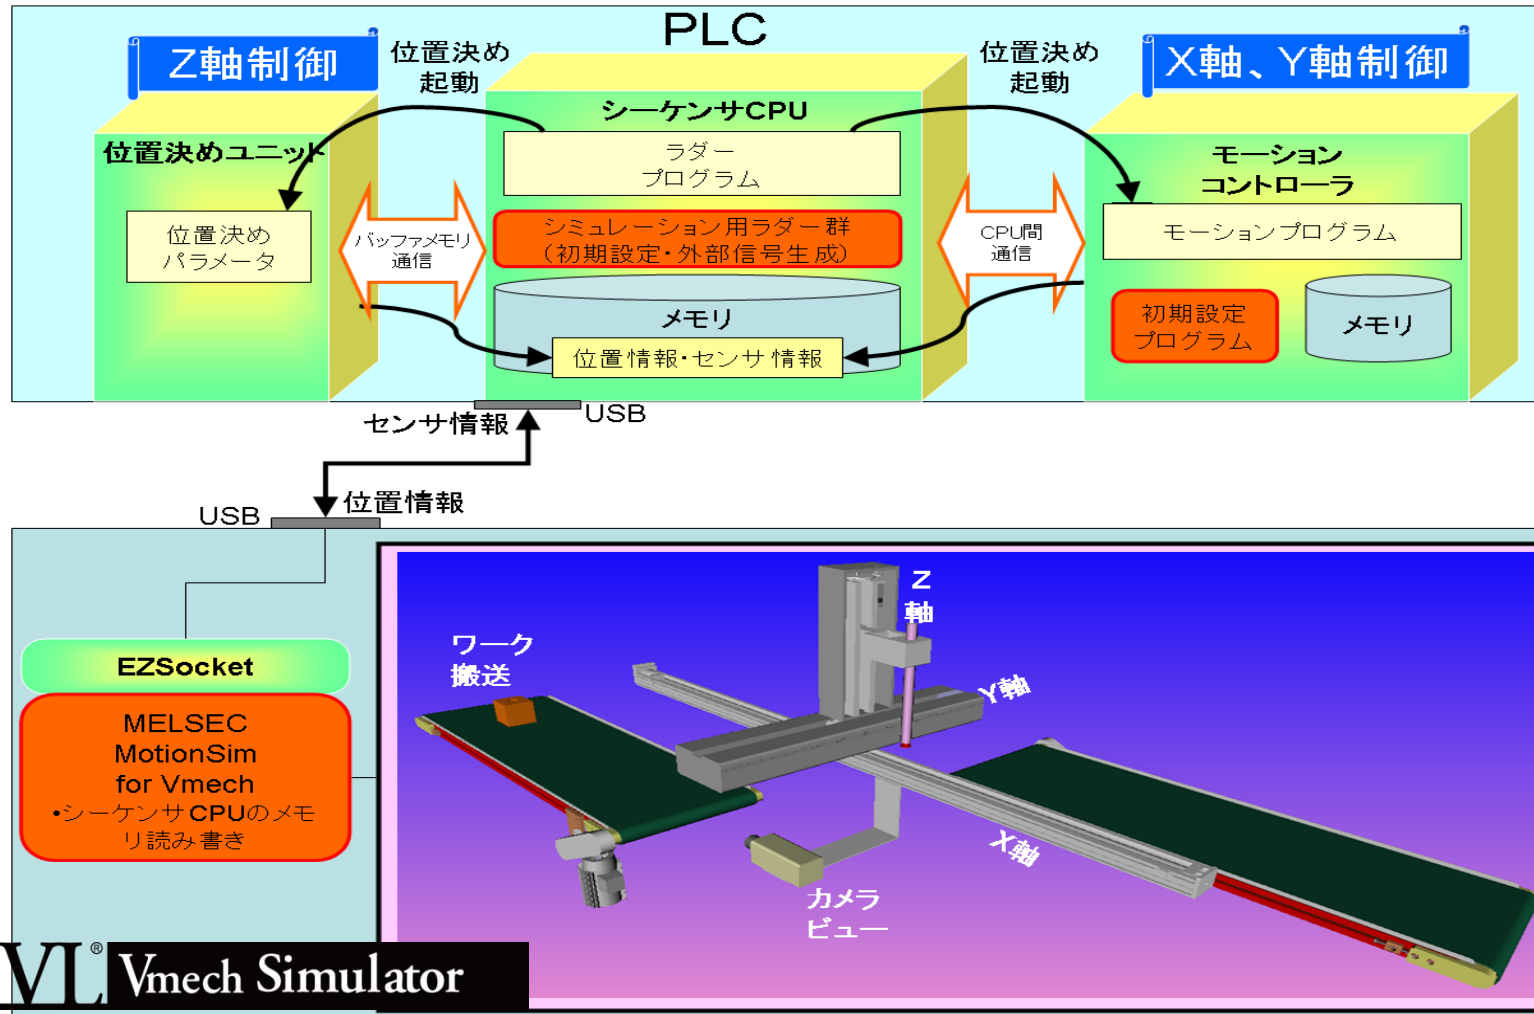 PLC
Z軸制御
位置決め
起動
位置決め
起動
X軸、Y軸制御
位置決めユニット
位置決め
パラメータ
バッファメモリ
通信
シーケンサCPU
ラダー
プログラム
シミュレーション用ラダー群
（初期設定・外部信号生成）
メモリ
位置情報・センサ情報
CPU間
通信
モーション
コントローラ
モーションプログラム
初期設定
プログラム
メモリ
センサ情報
USB
USB
位置情報
EZSocket
MELSEC
MotionSim
for Vmech
•シーケンサCPUのメモ
リ読み書き
ワーク
搬送
Z
軸
Y軸
X軸
カメラ
ビュー
VL® Vmech Simulator